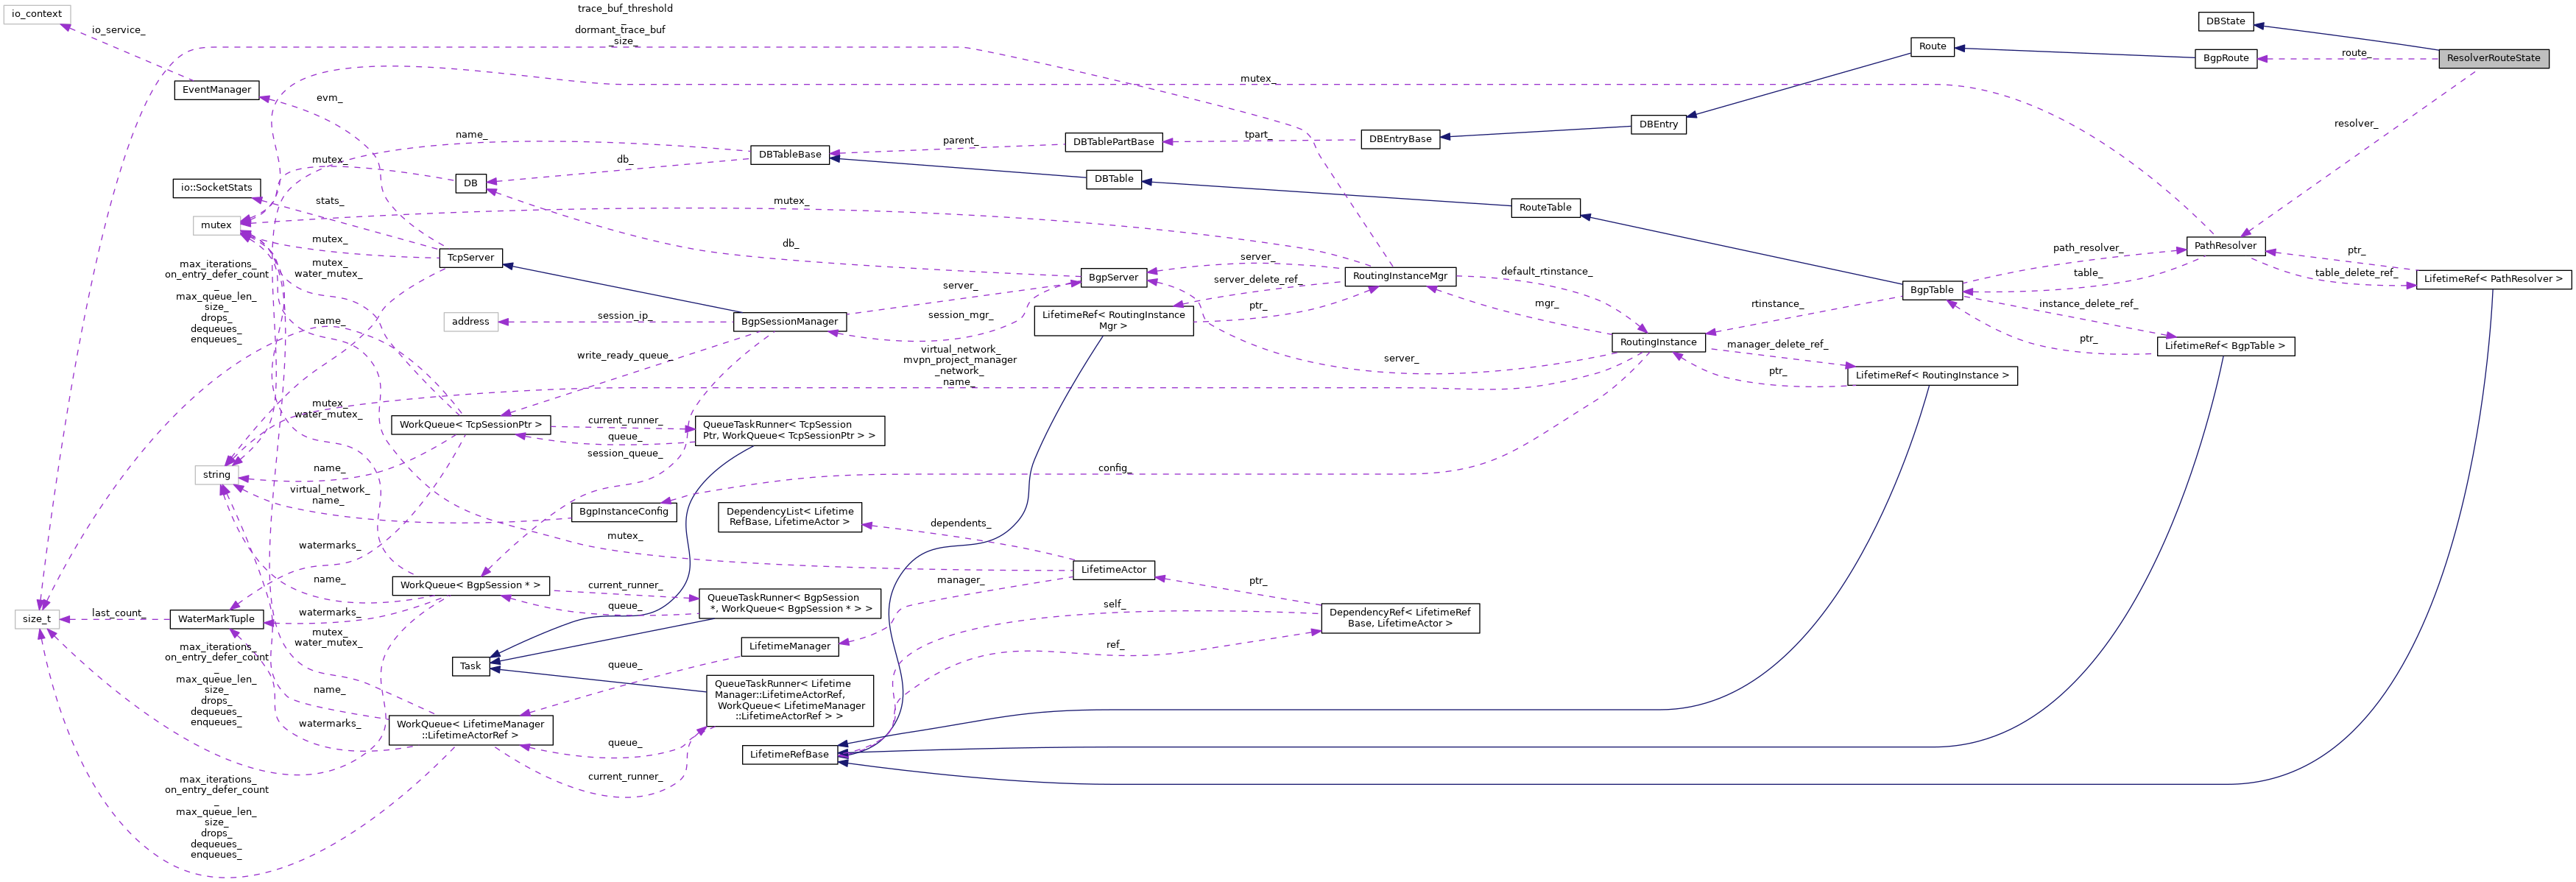 io_context
trace_buf_threshold
_
dormant_trace_buf
_size_
DBState
io_service_
Route
BgpRoute
route_
ResolverRouteState
EventManager
mutex_
evm_
resolver_
DBEntry
name_
DBTablePartBase
tpart_
DBEntryBase
parent_
DBTableBase
mutex_
db_
DBTable
DB
io::SocketStats
stats_
mutex_
RouteTable
mutex
mutex_
db_
PathResolver
path_resolver_
ptr_
TcpServer
server_
max_iterations_
on_entry_defer_count
_
max_queue_len_
size_
drops_
dequeues_
enqueues_
mutex_
water_mutex_
BgpServer
RoutingInstanceMgr
default_rtinstance_
table_
table_delete_ref_
LifetimeRef< PathResolver >
server_delete_ref_
server_
BgpTable
instance_delete_ref_
rtinstance_
mgr_
ptr_
LifetimeRef< RoutingInstance
Mgr >
session_mgr_
session_ip_
address
BgpSessionManager
name_
RoutingInstance
manager_delete_ref_
ptr_
LifetimeRef< BgpTable >
write_ready_queue_
virtual_network_
mvpn_project_manager
_network_
name_
server_
ptr_
LifetimeRef< RoutingInstance >
mutex_
water_mutex_
WorkQueue< TcpSessionPtr >
current_runner_
queue_
QueueTaskRunner< TcpSession
Ptr, WorkQueue< TcpSessionPtr > >
session_queue_
string
name_
config_
virtual_network_
name_
BgpInstanceConfig
DependencyList< Lifetime
RefBase, LifetimeActor >
dependents_
mutex_
watermarks_
LifetimeActor
manager_
ptr_
name_
WorkQueue< BgpSession * >
current_runner_
queue_
QueueTaskRunner< BgpSession
*, WorkQueue< BgpSession * > >
self_
DependencyRef< LifetimeRef
Base, LifetimeActor >
size_t
last_count_
WaterMarkTuple
watermarks_
mutex_
water_mutex_
LifetimeManager
ref_
max_iterations_
on_entry_defer_count
_
max_queue_len_
size_
drops_
dequeues_
enqueues_
Task
queue_
name_
QueueTaskRunner< Lifetime
Manager::LifetimeActorRef,
WorkQueue< LifetimeManager
::LifetimeActorRef > >
watermarks_
WorkQueue< LifetimeManager
::LifetimeActorRef >
queue_
LifetimeRefBase
current_runner_
max_iterations_
on_entry_defer_count
_
max_queue_len_
size_
drops_
dequeues_
enqueues_